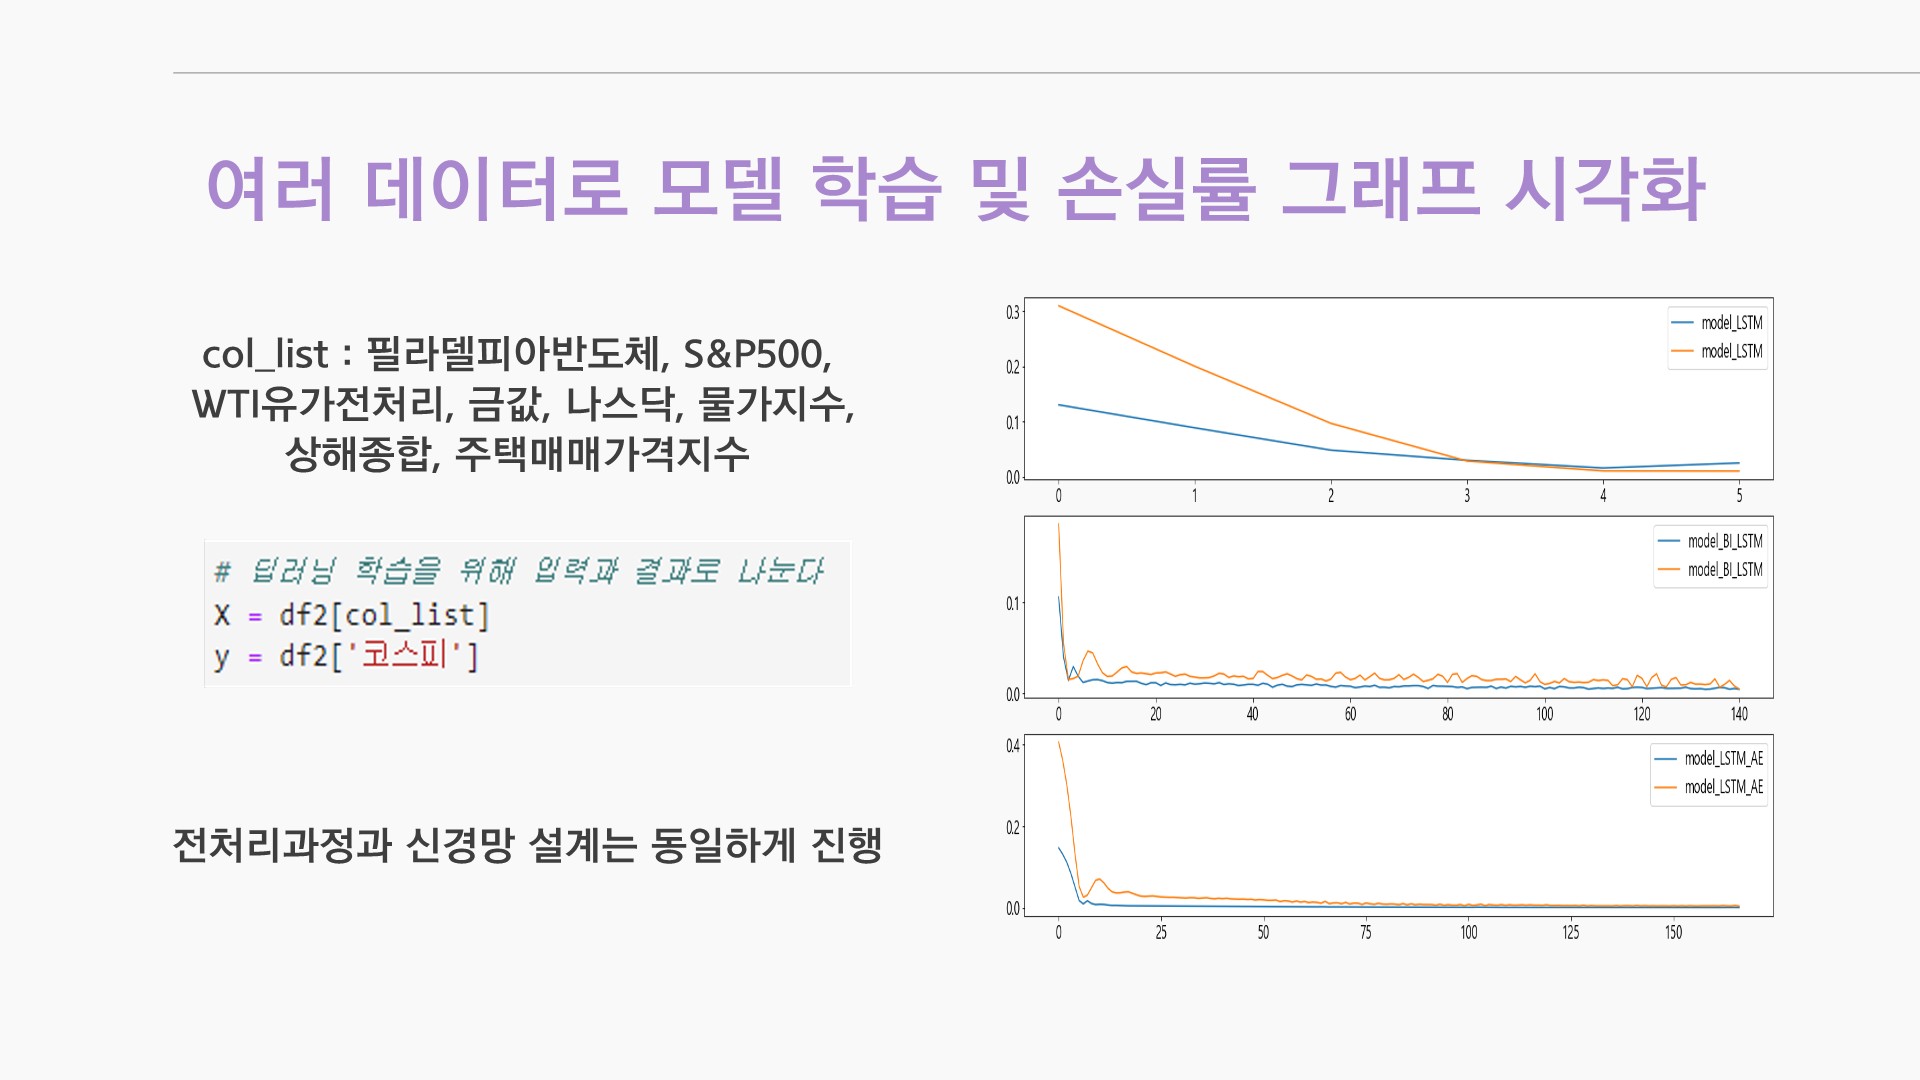 여러 데이터로 모델 학습 및 손실률 그래프 시각화
col_list : 필라델피아반도체, S&P500,
WTI유가전처리, 금값, 나스닥, 물가지수,
상해종합, 주택매매가격지수
# 딥러닝 학습을 위해 입력과 결과로 나눈다
X = df2[col_list]
y = df2['코스피']
전처리과정과 신경망 설계는 동일하게 진행
0.3
0.2
0.1
0.0
model_LSTM
model_LSTM
0 1 2 3 4 5
0.1
0.0
model_BI_LSTM
model_BI_LSTM
0 20 40 60 80 100 120 140
0.4
0.2
0.0
model_LSTM_AE
model_LSTM_AE
0 25 50 75 100 125 150